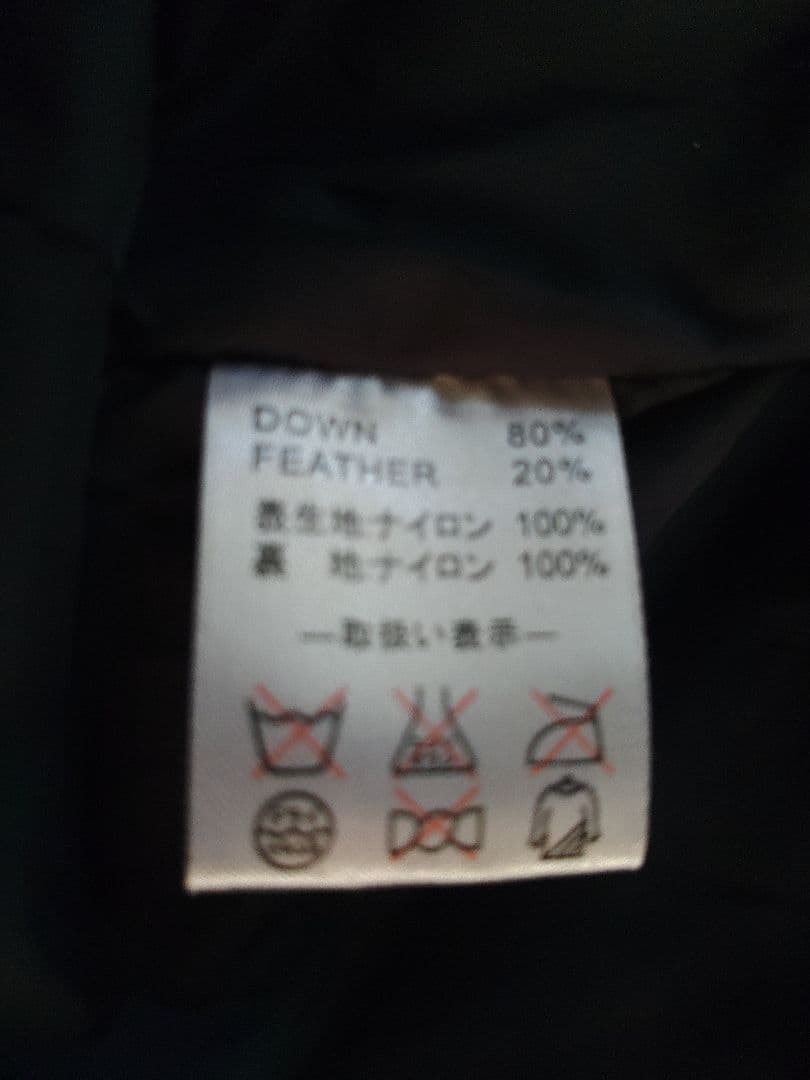 DOWN 80%
FEATHER 20%
表生地ナイロン 100%
裏 地ナイロン 100%
—取扱い表示—